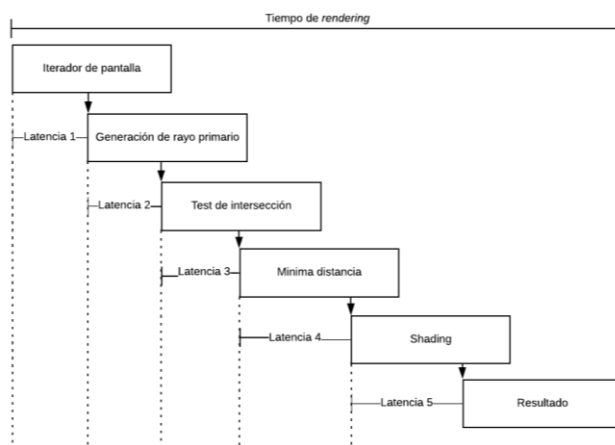 Tiempo de rendering
Iterador de pantalla
Latencia 1
Generación de rayo primario
Latencia 2
Test de intersección
Latencia 3
Minima distancia
Latencia 4
Shading
Latencia 5
Resultado